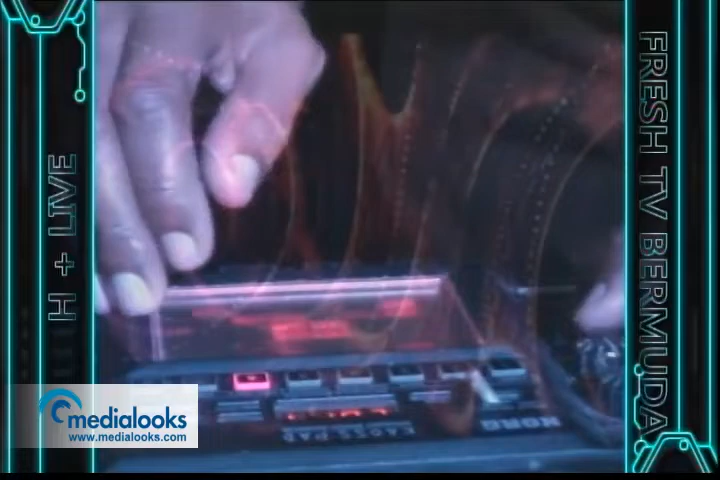 H + LIVE
FRESH TV BERMUDA
medialooks
www.medialooks.com
KORG
KAOSS PAD